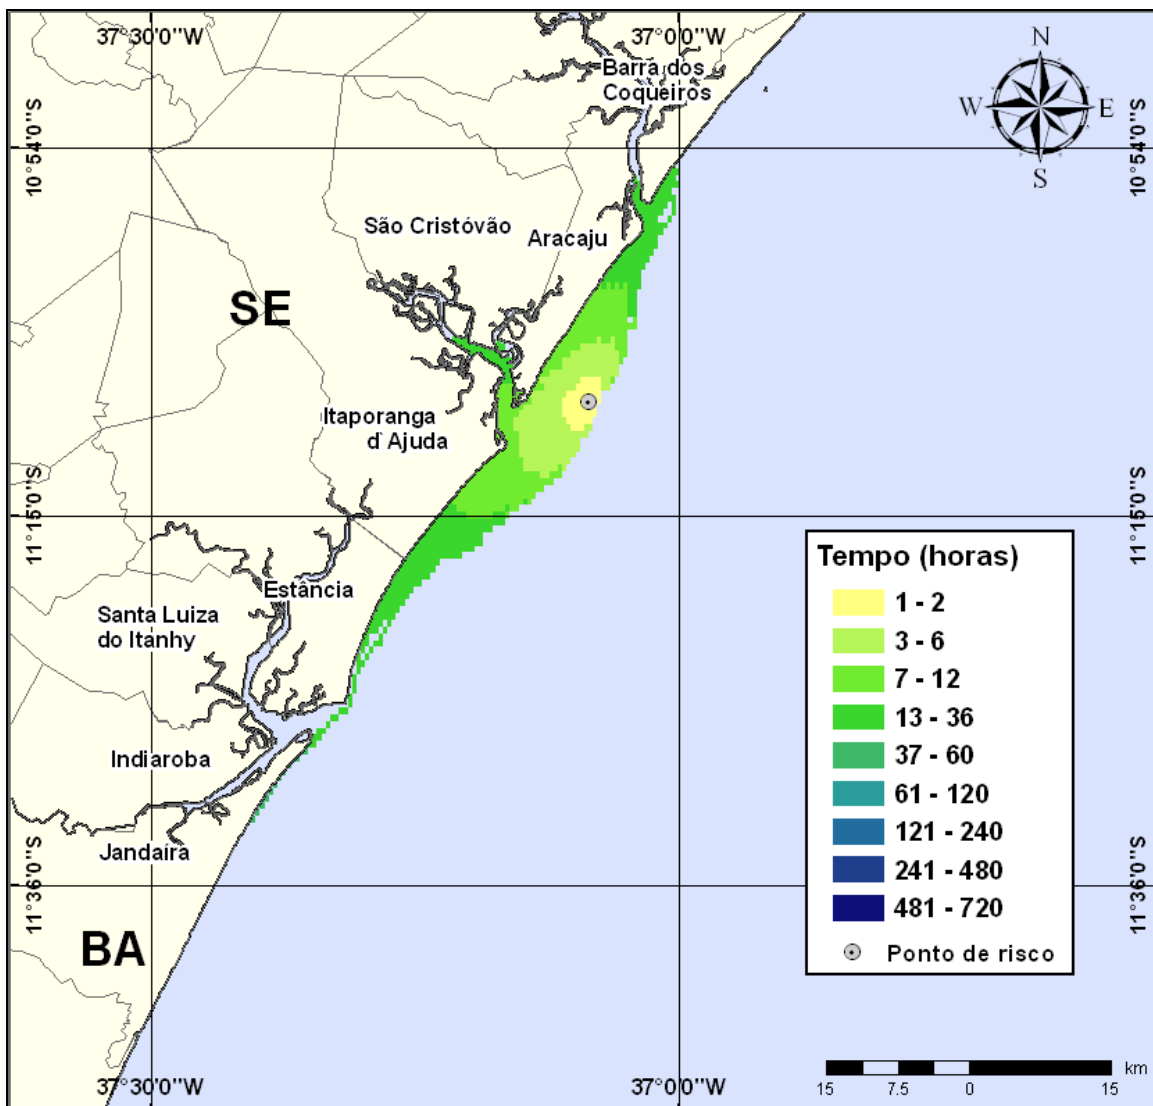 37°30'0"W
37°0'0"W
Barra dos
Coqueiros
N
W
E
S
10°54'0"S
10°54'0"S
São Cristóvão
Aracaju
SE
Itaporanga
d`Ajuda
11°15'0"S
11°15'0"S
Estância
Santa Luiza
do Itanhy
Indiaroba
Jandaíra
11°36'0"S
11°36'0"S
BA
Tempo (horas)
1 - 2
3 - 6
7 - 12
13 - 36
37 - 60
61 - 120
121 - 240
241 - 480
481 - 720
Ponto de risco
km
15 7.5 0 15
37°30'0"W
37°0'0"W